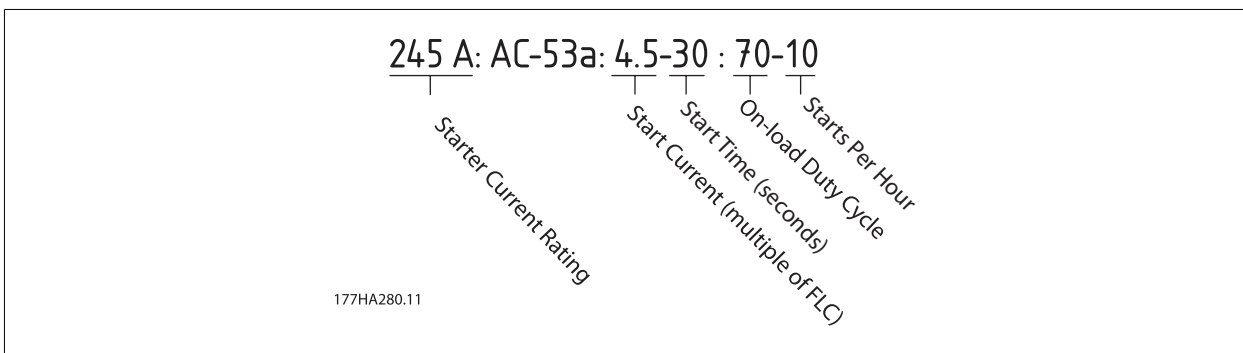 245 A: AC-53a: 4.5-30 : 70-10
Starter Current Rating
Start Current (multiple of FLC)
Start Time (seconds)
On-load Duty Cycle
Starts Per Hour
177HA280.11